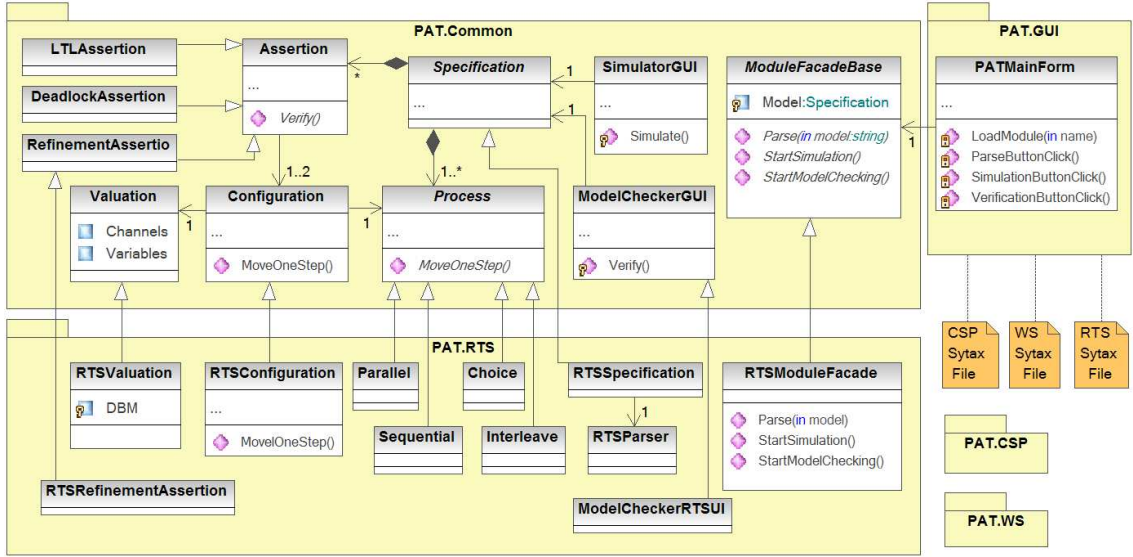 PAT.Common
LTLAssertion
DeadlockAssertion
RefinementAssertio
Assertion
...
Verify()
*
Specification
...
1
1
1..*
SimulatorGUI
...
Simulate()
ModuleFacadeBase
Model:Specification
Parse(in model:string)
StartSimulation()
StartModelChecking()
1
1..2
Valuation
Channels
Variables
1
Configuration
...
MoveOneStep()
1
Process
...
MoveOneStep()
ModelCheckerGUI
...
Verify()
PAT.GUI
PATMainForm
...
LoadModule(in name)
ParseButtonClick()
SimulationButtonClick()
VerificationButtonClick()
CSP
Sytax
File
WS
Sytax
File
RTS
Sytax
File
PAT.RTS
RTSValuation
DBM
RTSConfiguration
...
MovelOneStep()
Parallel
Choice
Sequential
Interleave
RTSSpecification
1
RTSParser
RTSModuleFacade
Parse(in model)
StartSimulation()
StartModelChecking()
RTSRefinementAssertion
ModelCheckerRTSUI
PAT.CSP
PAT.WS